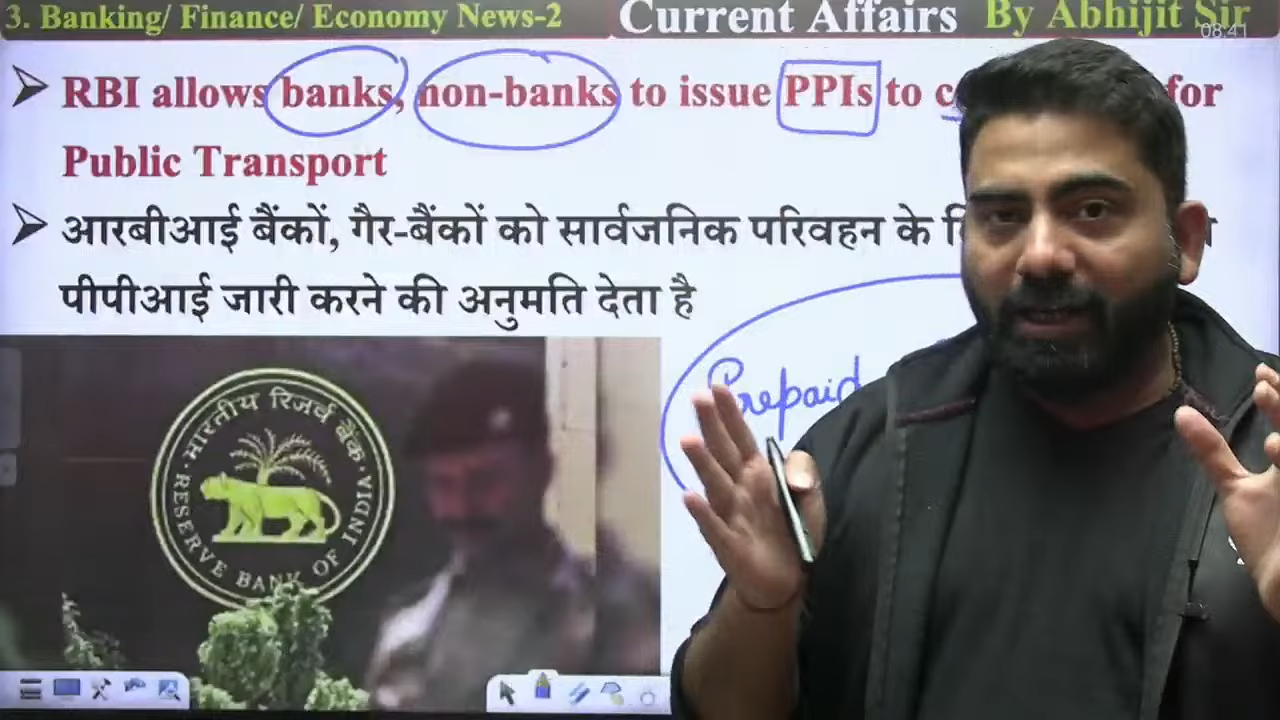 3. Banking/ Finance/ Economy News-2
Current Affairs
By Abhijit Sir
08:41
RBI allows banks, non-banks to issue PPIs to for
Public Transport
आरबीआई बैंकों, गैर-बैंकों को सार्वजनिक परिवहन के
पीपीआई जारी करने की अनुमति देता है
Prepaid
भारतीय रिज़र्व बैंक
RESERVE BANK OF INDIA